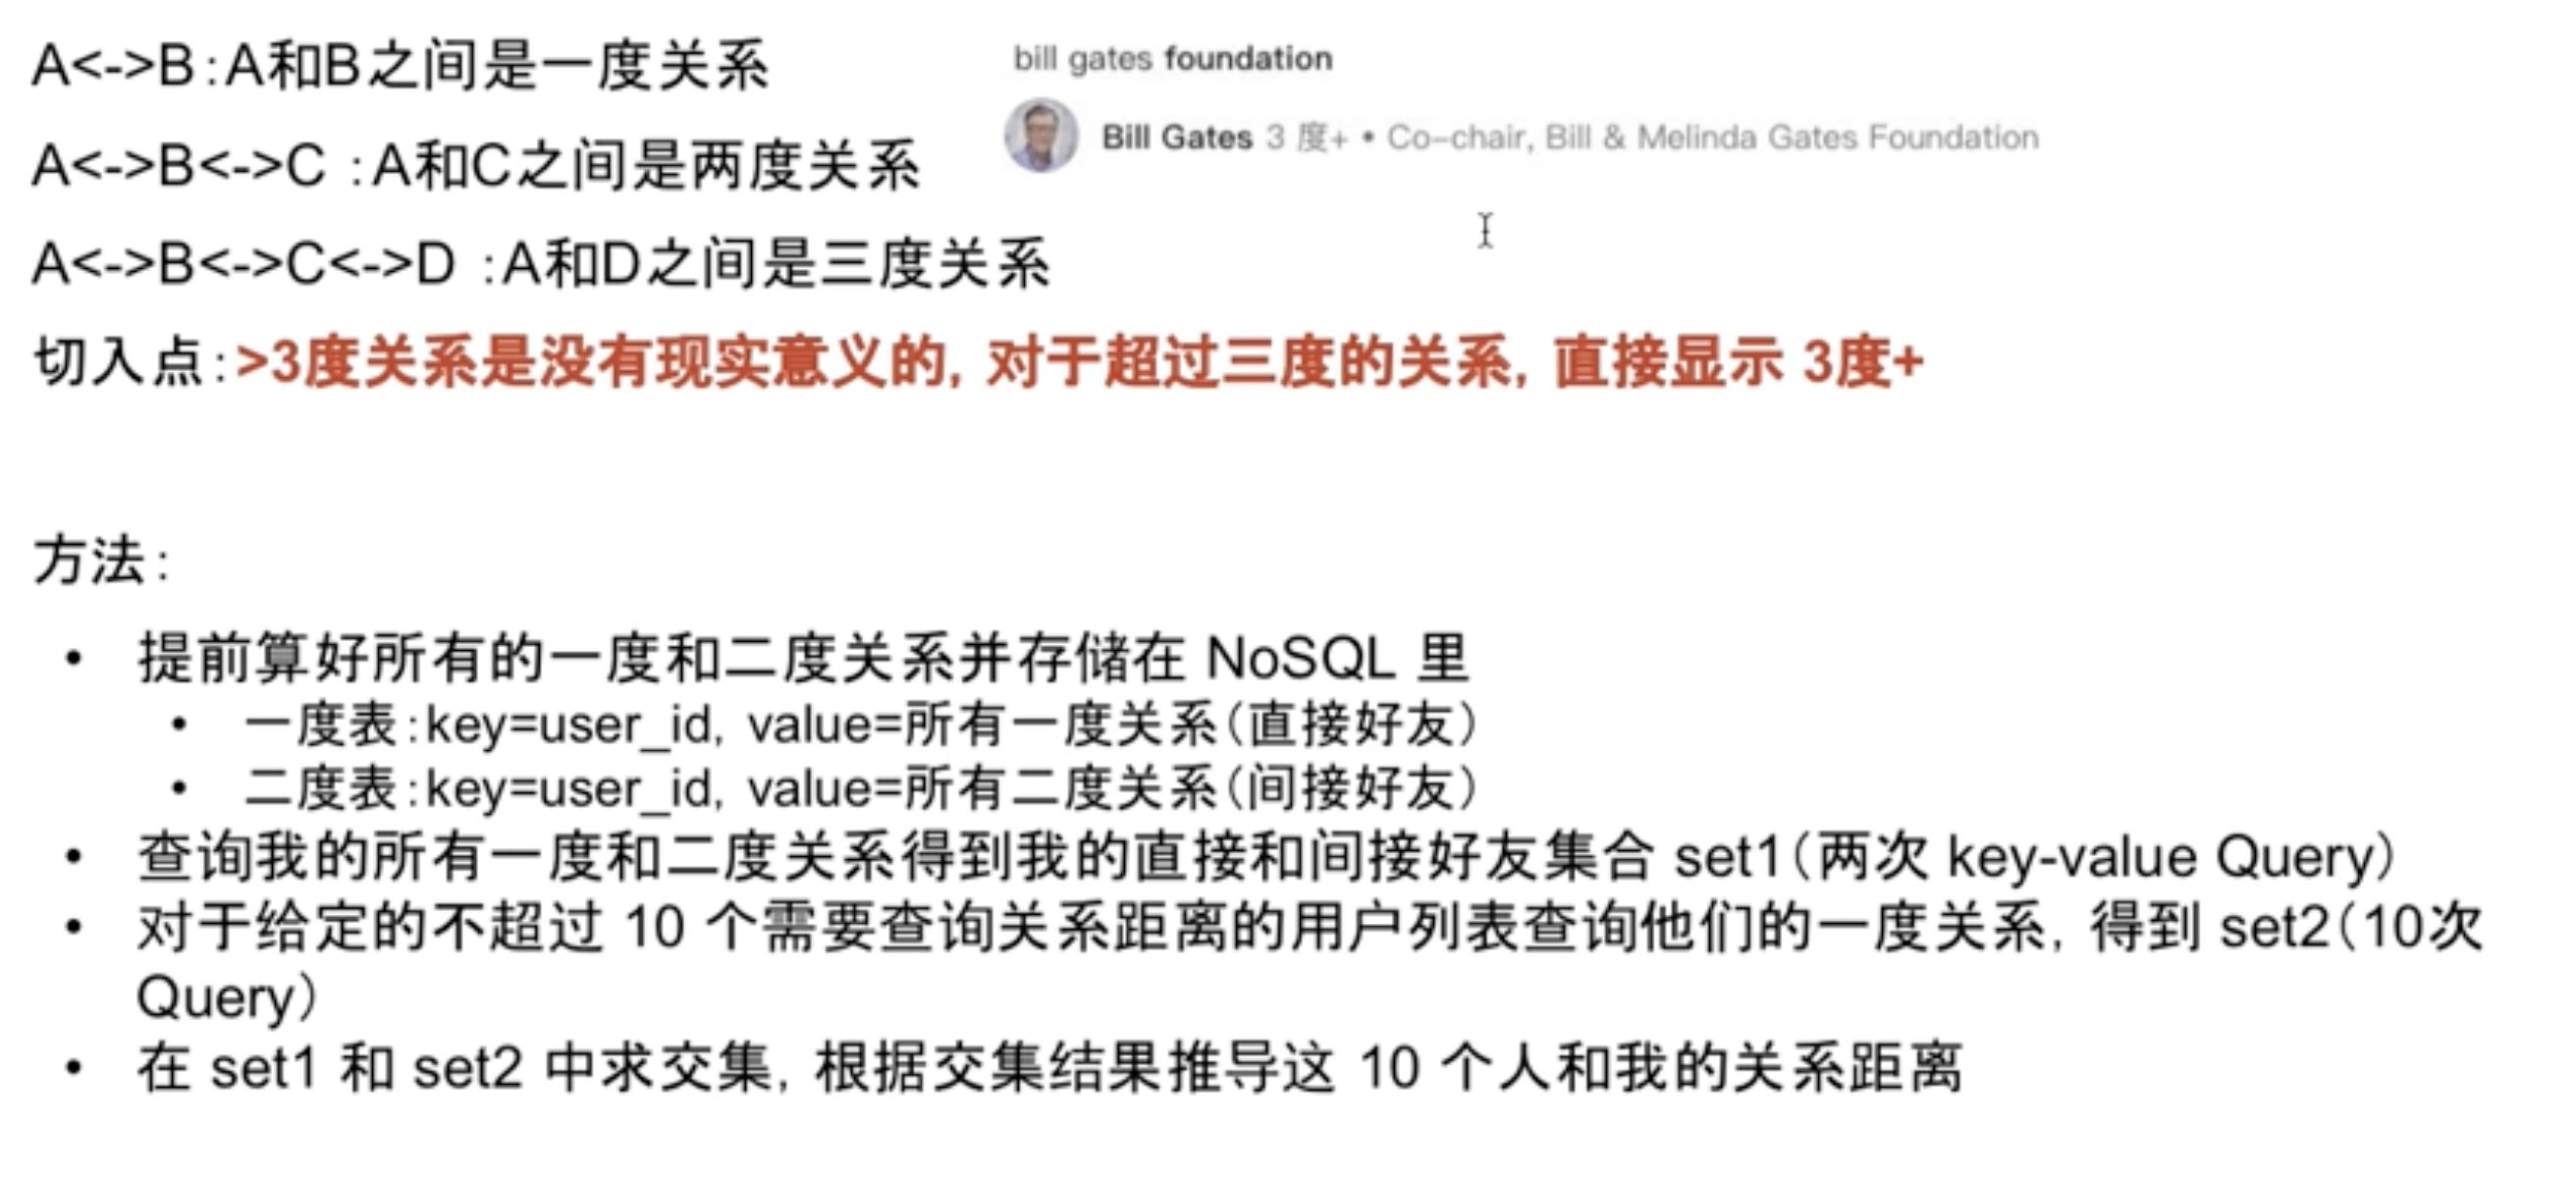 A<->B:A和B之间是一度关系
bill gates foundation
Bill Gates 3 度+ • Co-chair, Bill & Melinda Gates Foundation
A<->B<->C :A和C之间是两度关系
A<->B<->C<->D :A和D之间是三度关系
切入点:>3度关系是没有现实意义的, 对于超过三度的关系, 直接显示 3度+
方法:
• 提前算好所有的一度和二度关系并存储在 NoSQL 里
• 一度表:key=user_id, value=所有一度关系(直接好友)
• 二度表:key=user_id, value=所有二度关系(间接好友)
• 查询我的所有一度和二度关系得到我的直接和间接好友集合 set1(两次 key-value Query)
• 对于给定的不超过 10 个需要查询关系距离的用户列表查询他们的一度关系, 得到 set2(10次
Query)
• 在 set1 和 set2 中求交集, 根据交集结果推导这 10 个人和我的关系距离